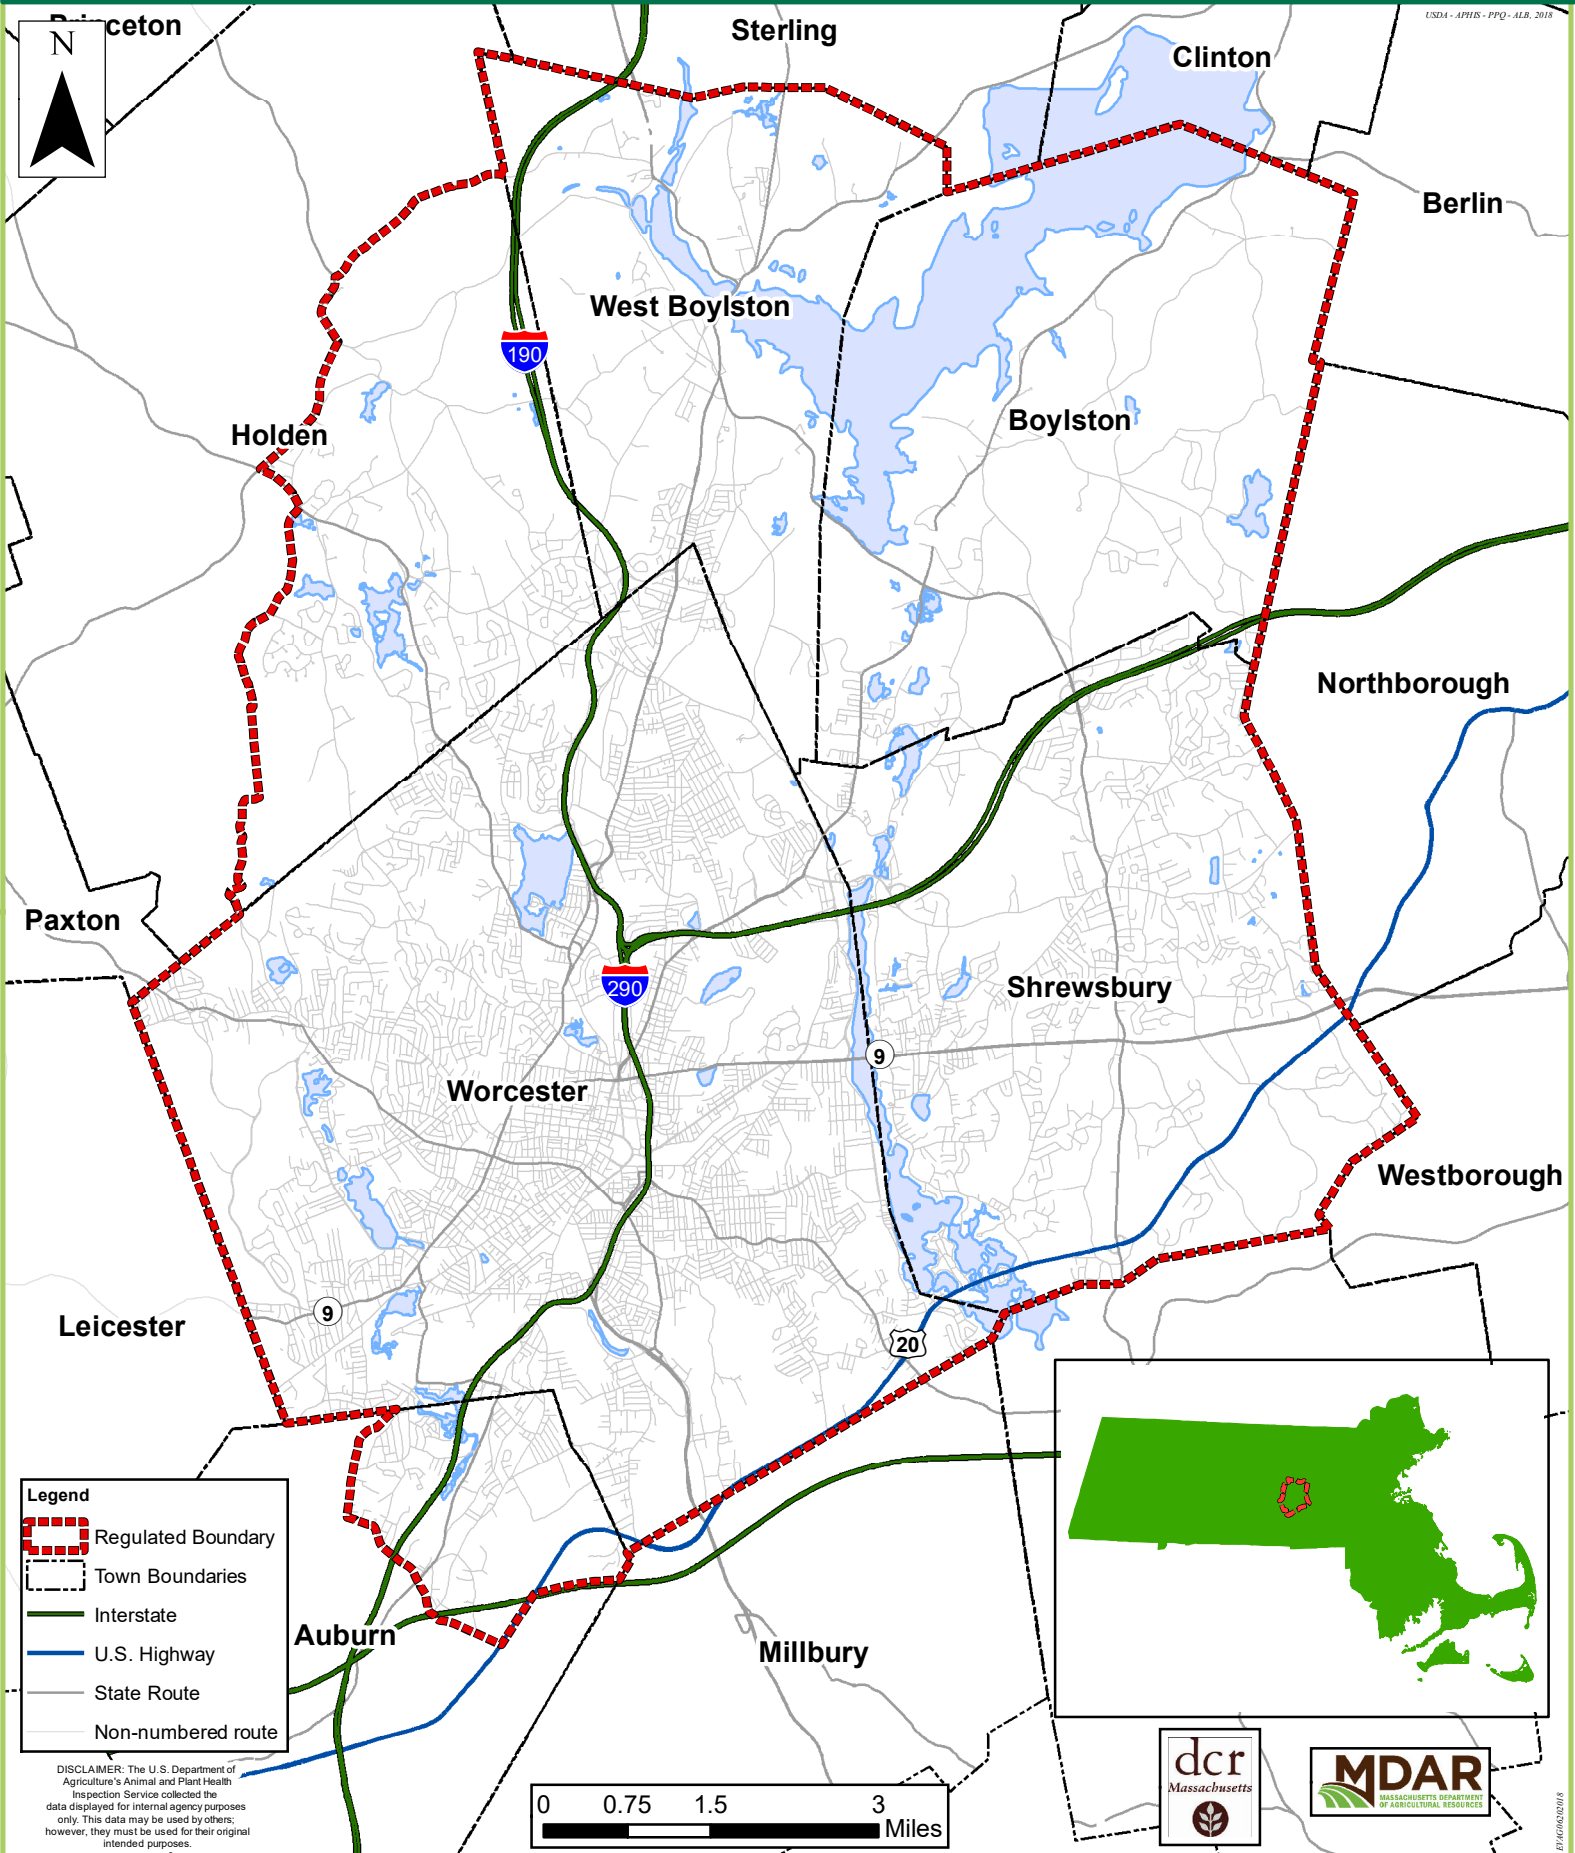 USDA - APHIS - PPQ - ALB, 2018
N
Sterling
Clinton
Berlin
West Boylston
190
Boylston
Holden
Northborough
Paxton
290
Shrewsbury
9
Worcester
Westborough
Leicester
9
20
Auburn
Millbury
Legend
Regulated Boundary
Town Boundaries
Interstate
U.S. Highway
State Route
Non-numbered route
DISCLAIMER: The U.S. Department of
Agriculture's Animal and Plant Health
Inspection Service collected the
data displayed for internal agency purposes
only. This data may be used by others;
however, they must be used for their original
intended purposes.
0 0.75 1.5 3
Miles
dcr
Massachusetts
MDAR
MASSACHUSETTS DEPARTMENT
OF AGRICULTURAL RESOURCES